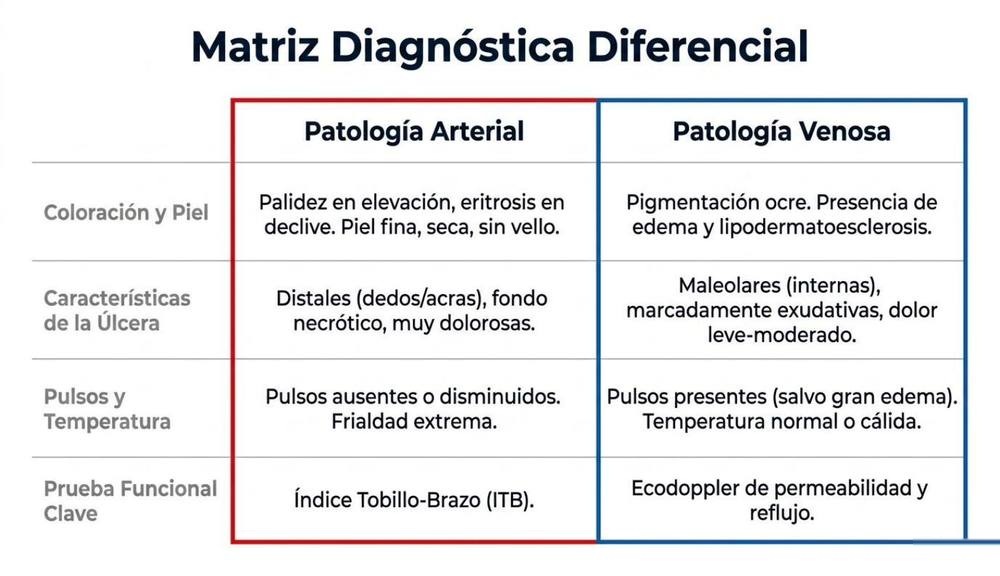 Matriz Diagnóstica Diferencial
Patología Arterial
Patología Venosa
Coloración y Piel
Palidez en elevación, eritrosis en
declive. Piel fina, seca, sin vello.
Pigmentación ocre. Presencia de
edema y lipodermatoesclerosis.
Características
de la Úlcera
Distales (dedos/acras), fondo
necrótico, muy dolorosas.
Maleolares (internas),
marcadamente exudativas, dolor
leve-moderado.
Pulsos y
Temperatura
Pulsos ausentes o disminuidos.
Frialdad extrema.
Pulsos presentes (salvo gran edema).
Temperatura normal o cálida.
Prueba Funcional
Clave
Índice Tobillo-Brazo (ITB).
Ecodoppler de permeabilidad y
reflujo.